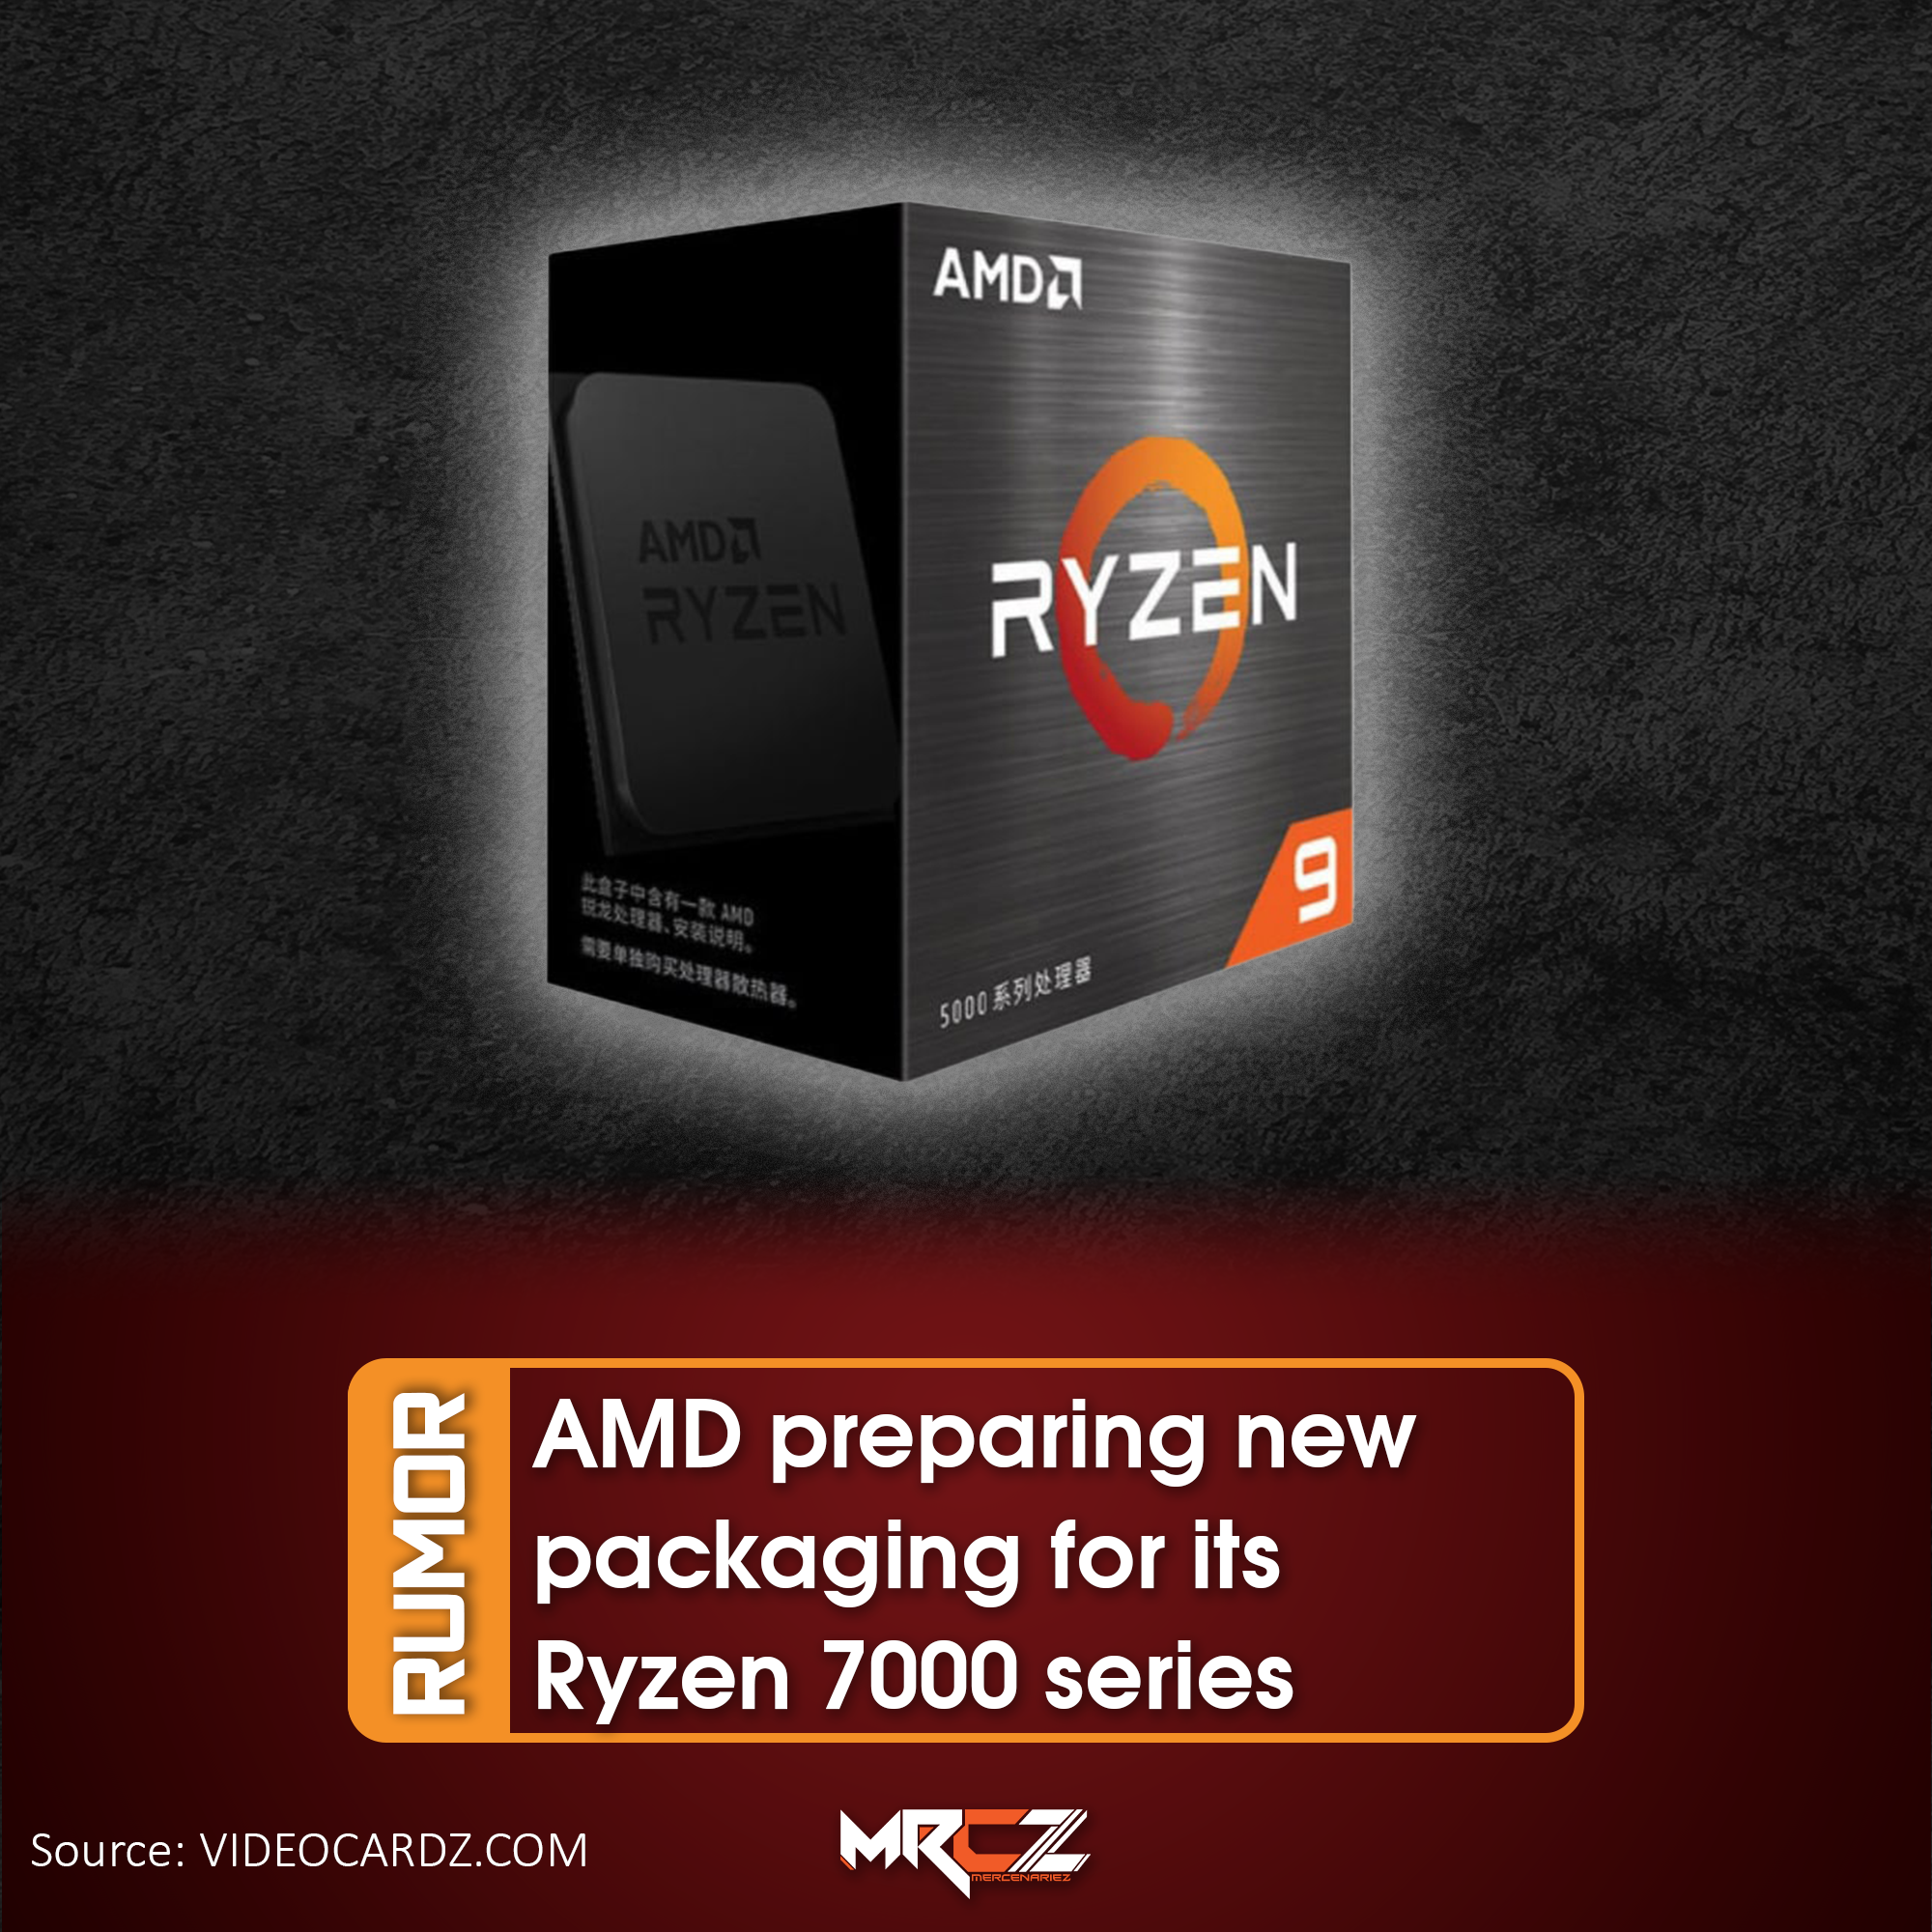 AMD
RYZEN
9
5000 系列处理器
AMD
RYZEN
此盒子中含有一款 AMD
锐龙处理器、安装说明。
需要单独购买处理器散热器。
RUMOR
AMD preparing new
packaging for its
Ryzen 7000 series
Source: VIDEOCARDZ.COM
MRCZ
MERCENARIEZ